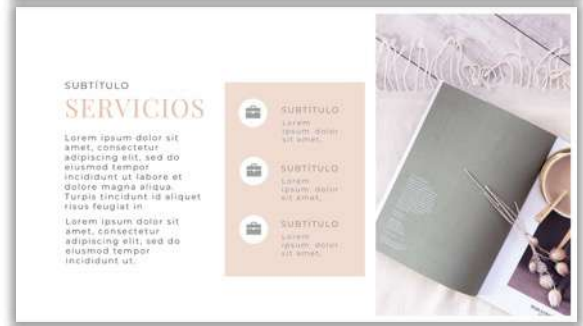 SUBTÍTULO
SERVICIOS
Lorem ipsum dolor sit
amet, consectetur
adipiscing elit, sed do
eiusmod tempor
incididunt ut labore et
dolore magna aliqua.
Turpis tincidunt id aliquet
risus feugiat in
Lorem ipsum dolor sit
amet, consectetur
adipiscing elit, sed do
eiusmod tempor
incididunt ut.
SUBTÍTULO
Lorem
ipsum dolor
sit amet,
SUBTÍTULO
Lorem
ipsum dolor
sit amet,
SUBTÍTULO
Lorem
ipsum dolor
sit amet,